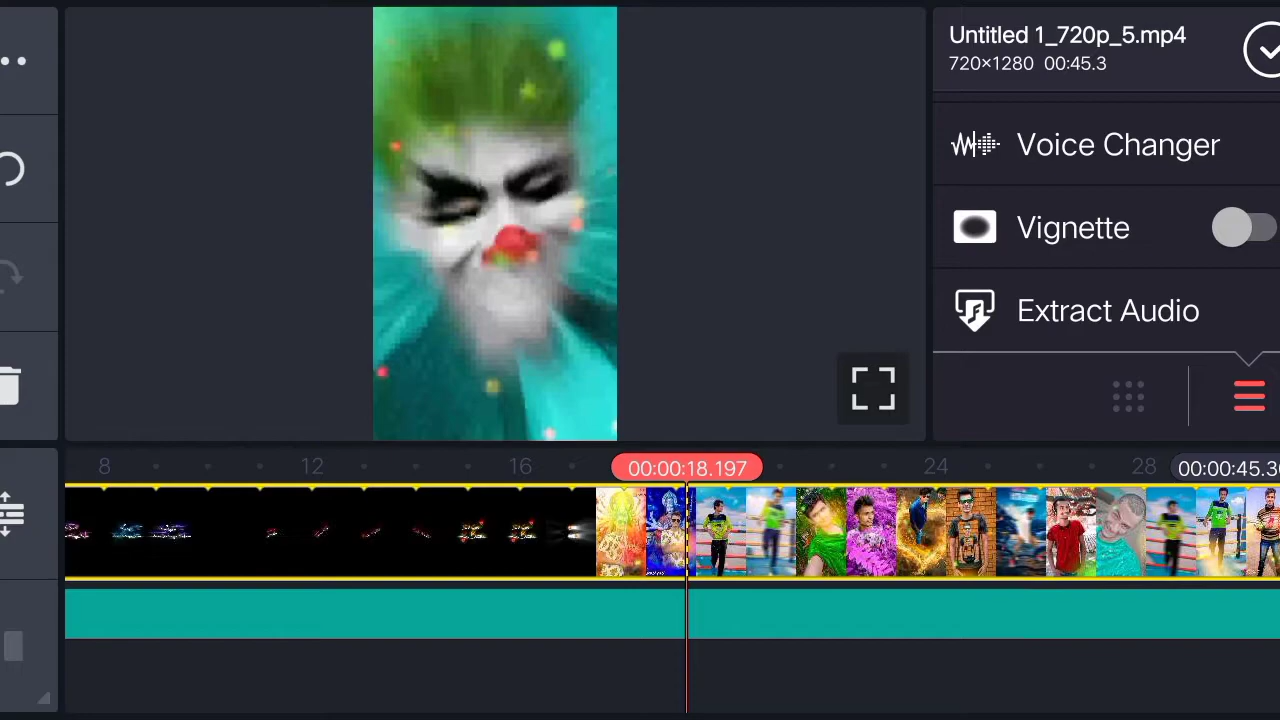 Untitled 1_720p_5.mp4
720×1280 00:45.3
Voice Changer
Vignette
Extract Audio
8
12
16
00:00:18.197
24
28
00:00:45.3